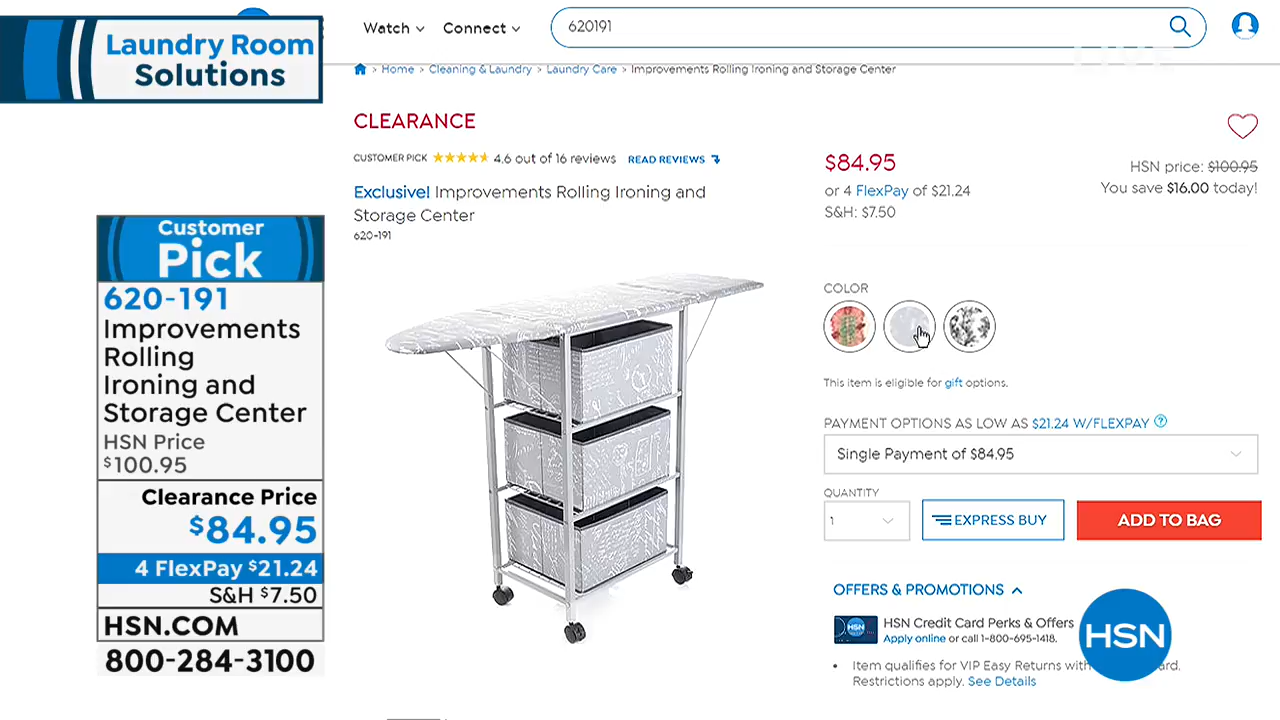 Laundry Room
Solutions
Watch
Connect
620191
LIVE
> Home > Cleaning & Laundry > Laundry Care > Improvements Rolling Ironing and Storage Center
CLEARANCE
CUSTOMER PICK 4.6 out of 16 reviews READ REVIEWS
Exclusive! Improvements Rolling Ironing and
Storage Center
620-191
$84.95
or 4 FlexPay of $21.24
S&H: $7.50
HSN price: $100.95
You save $16.00 today!
COLOR
This item is eligible for gift options.
PAYMENT OPTIONS AS LOW AS $21.24 W/FLEXPAY ?
Single Payment of $84.95
QUANTITY
1
EXPRESS BUY
ADD TO BAG
OFFERS & PROMOTIONS
HSN
HSN Credit Card Perks & Offers
Apply online or call 1-800-695-1418.
• Item qualifies for VIP Easy Returns with
Restrictions apply. See Details
HSN
Customer
Pick
620-191
Improvements
Rolling
Ironing and
Storage Center
HSN Price
$100.95
Clearance Price
$84.95
4 FlexPay $21.24
S&H $7.50
HSN.COM
800-284-3100